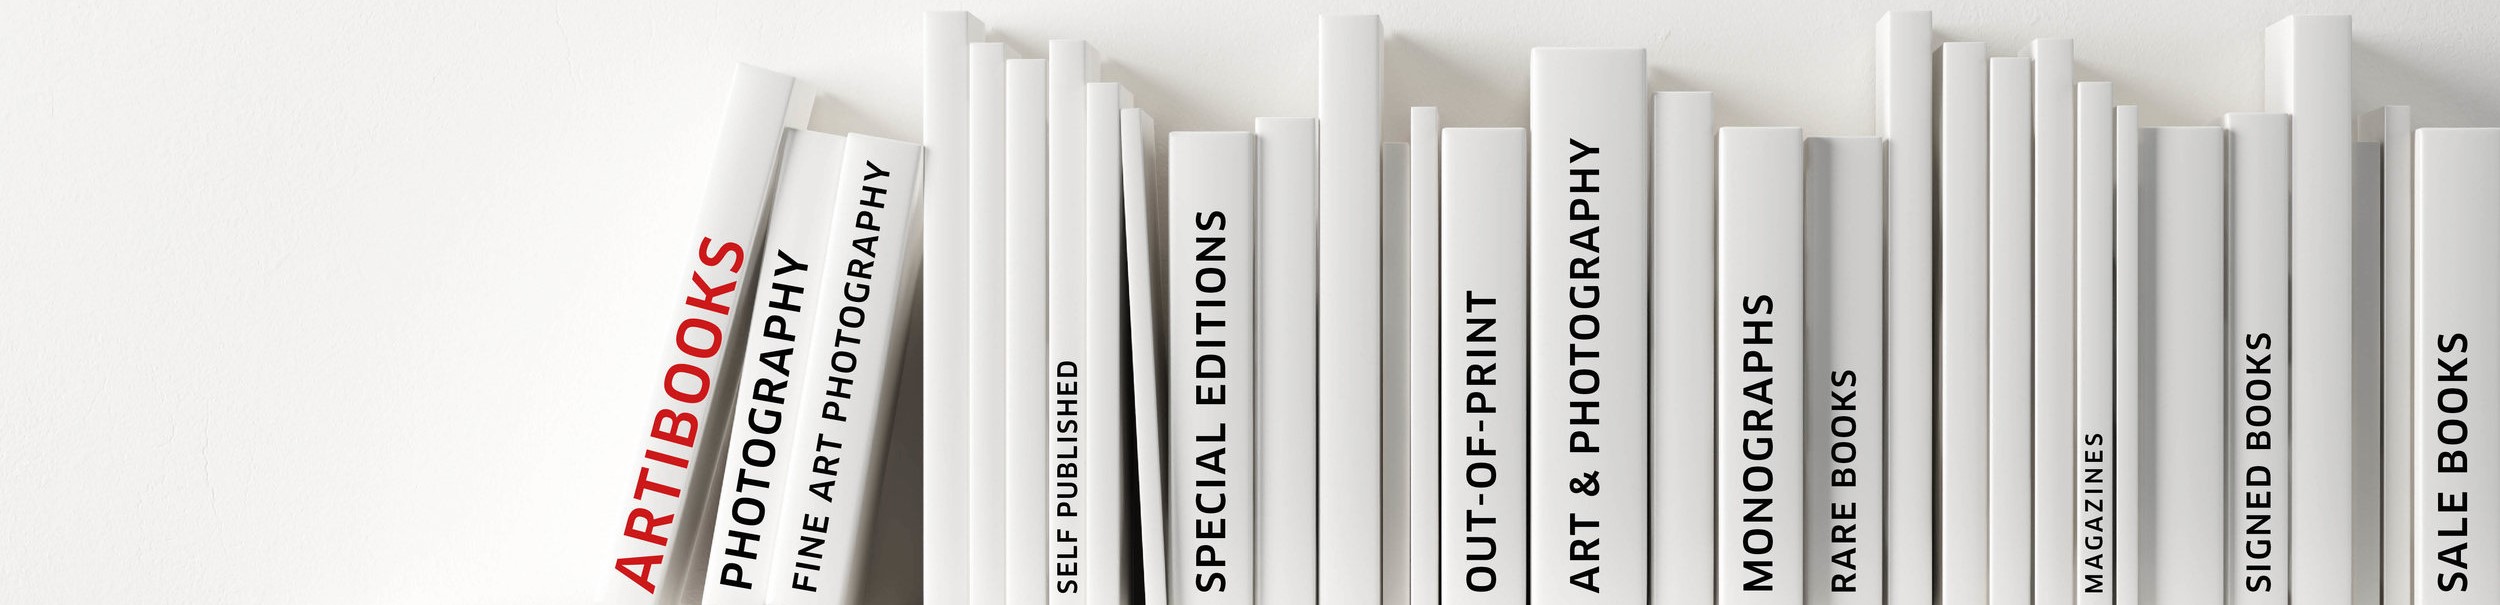 ARTIBOOKS
PHOTOGRAPHY
FINE ART PHOTOGRAPHY
SELF PUBLISHED
SPECIAL EDITIONS
OUT-OF-PRINT
ART & PHOTOGRAPHY
MONOGRAPHS
RARE BOOKS
MAGAZINES
SIGNED BOOKS
SALE BOOKS